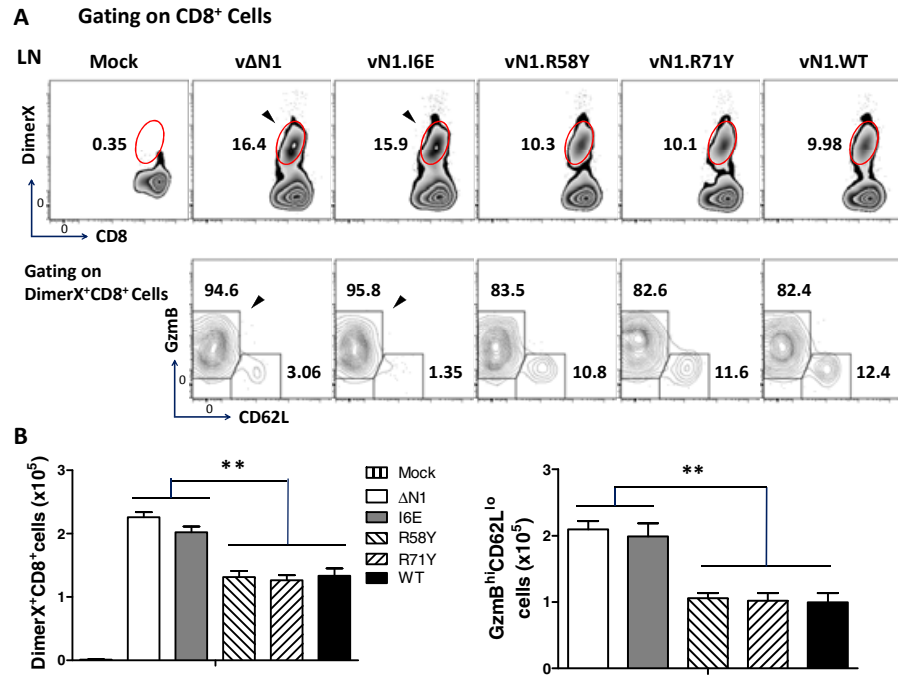 A Gating on CD8⁺ Cells
LN Mock vΔN1 vN1.I6E vN1.R58Y vN1.R71Y vN1.WT
DimerX
0.35 16.4 15.9 10.3 10.1 9.98
0
0
CD8
Gating on
DimerX⁺CD8⁺ Cells
GzmB
94.6 95.8 83.5 82.6 82.4
3.06 1.35 10.8 11.6 12.4
0
0
CD62L
B
DimerX⁺CD8⁺cells (x10⁵)
3
2
1
0
**
Mock
ΔN1
I6E
R58Y
R71Y
WT
GzmBʰⁱCD62Lˡᵒ
cells (x10⁵)
3
2
1
0
**